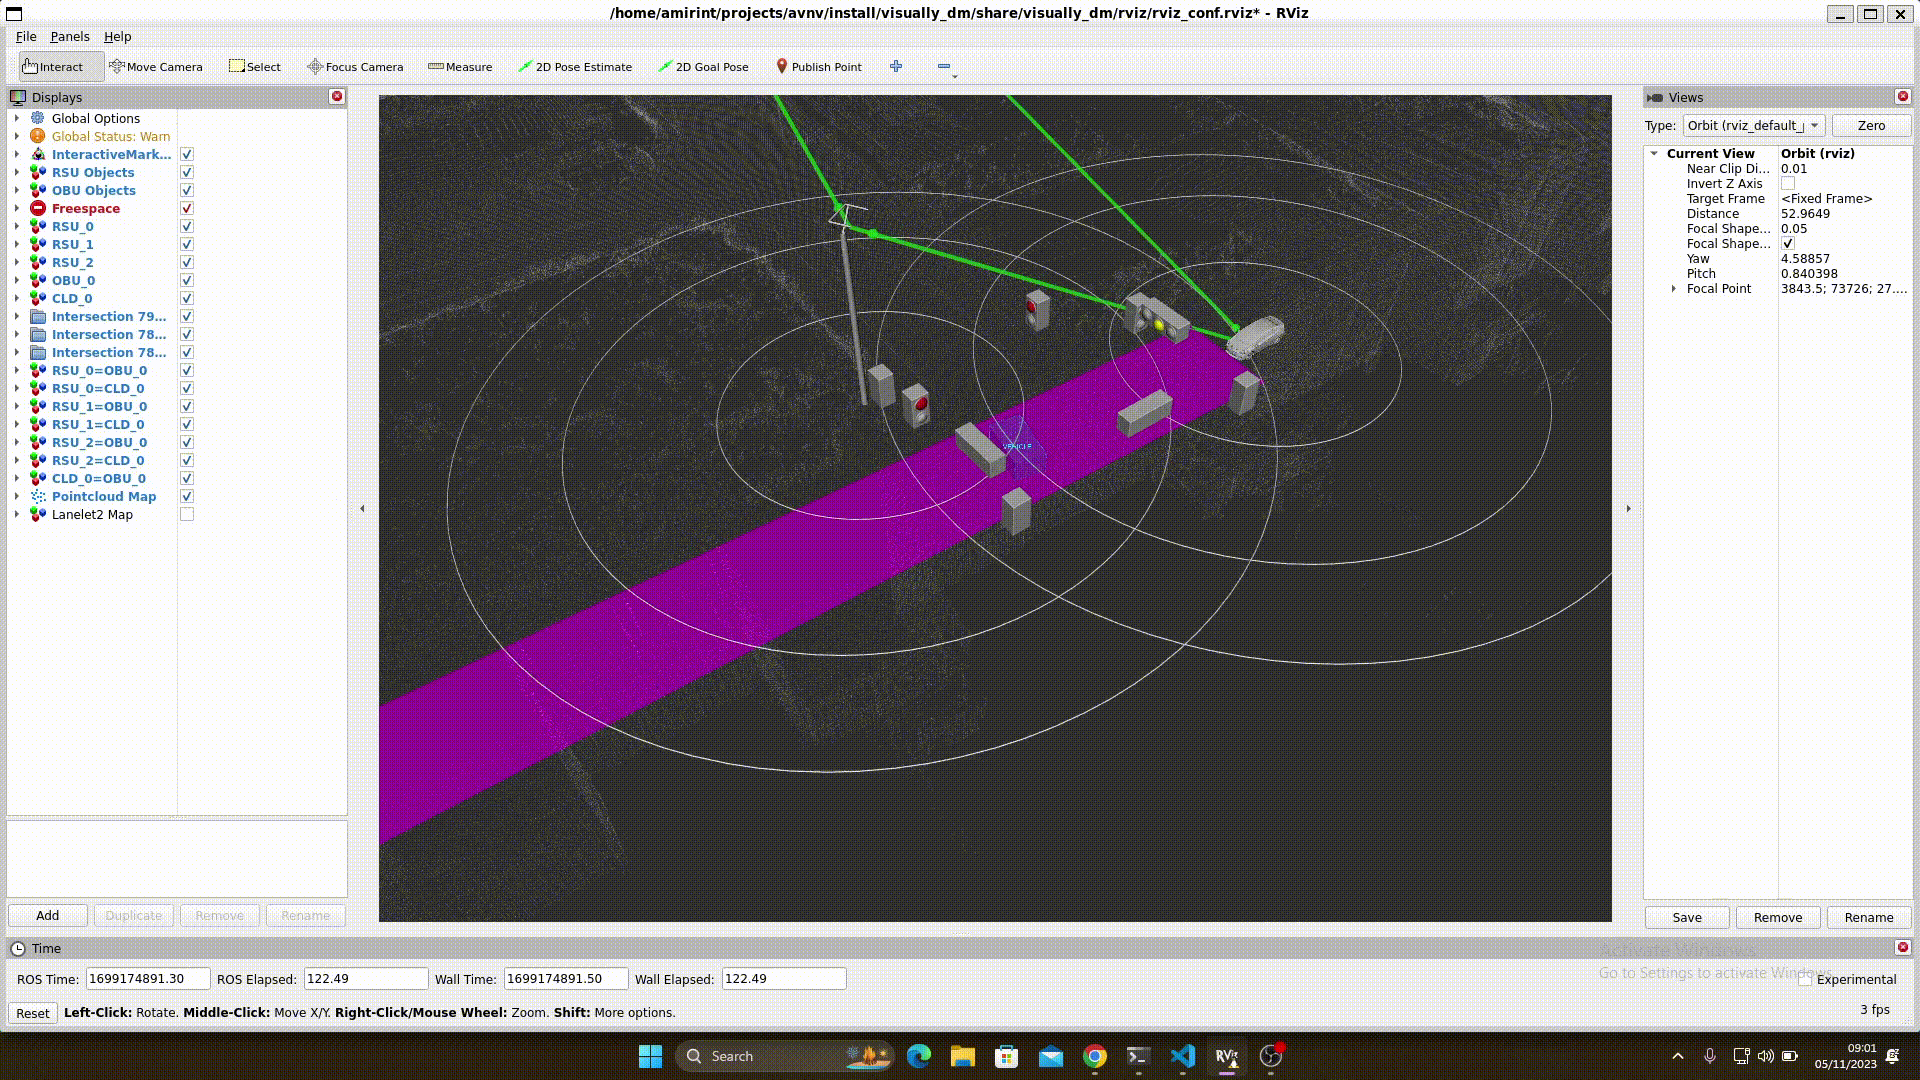 /home/amirint/projects/avnv/install/visually_dm/share/visually_dm/rviz/rviz_conf.rviz* - RViz
File Panels Help
Interact Move Camera Select Focus Camera Measure 2D Pose Estimate 2D Goal Pose Publish Point
Displays
Global Options
Global Status: Warn
InteractiveMark...
RSU Objects
OBU Objects
Freespace
RSU_0
RSU_1
RSU_2
OBU_0
CLD_0
Intersection 79...
Intersection 78...
Intersection 78...
RSU_0=OBU_0
RSU_0=CLD_0
RSU_1=OBU_0
RSU_1=CLD_0
RSU_2=OBU_0
RSU_2=CLD_0
CLD_0=OBU_0
Pointcloud Map
Lanelet2 Map
Add Duplicate Remove Rename
VEHICLE
Views
Type: Orbit (rviz_default_ Zero
Current View Orbit (rviz)
Near Clip Di... 0.01
Invert Z Axis
Target Frame <Fixed Frame>
Distance 52.9649
Focal Shape... 0.05
Focal Shape...
Yaw 4.58857
Pitch 0.840398
Focal Point 3843.5; 73726; 27....
Save Remove Rename
Time
ROS Time: 1699174891.30 ROS Elapsed: 122.49 Wall Time: 1699174891.50 Wall Elapsed: 122.49
Activate Windows
Go to Settings to activate Windows.
Experimental
Reset Left-Click: Rotate. Middle-Click: Move X/Y. Right-Click/Mouse Wheel: Zoom. Shift: More options.
3 fps
Search
RViz
09:01
05/11/2023